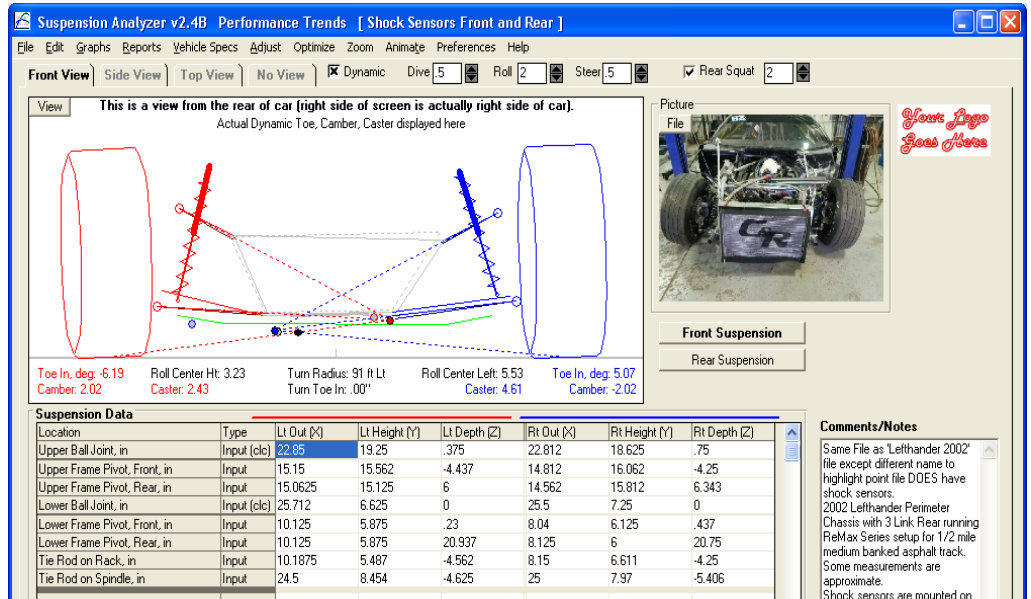 Suspension Analyzer v2.4B Performance Trends [ Shock Sensors Front and Rear ]
File Edit Graphs Reports Vehicle Specs Adjust Optimize Zoom Animate Preferences Help
Front View Side View Top View No View Dynamic Dive .5 Roll 2 Steer .5 Rear Squat 2
View This is a view from the rear of car (right side of screen is actually right side of car).
Actual Dynamic Toe, Camber, Caster displayed here
Picture
File
Your Logo
Goes Here
GR
Front Suspension
Rear Suspension
Toe In, deg: -6.19 Roll Center Ht: 3.23 Turn Radius: 91 ft Lt Roll Center Left: 5.53 Toe In, deg: 5.07
Camber: 2.02 Caster: 2.43 Turn Toe In: .00" Caster: 4.61 Camber: -2.02
Suspension Data
Location Type Lt Out (X) Lt Height (Y) Lt Depth (Z) Rt Out (X) Rt Height (Y) Rt Depth (Z)
Upper Ball Joint, in Input (clc) 22.85 19.25 .375 22.812 18.625 .75
Upper Frame Pivot, Front, in Input 15.15 15.562 -4.437 14.812 16.062 -4.25
Upper Frame Pivot, Rear, in Input 15.0625 15.125 6 14.562 15.812 6.343
Lower Ball Joint, in Input (clc) 25.712 6.625 0 25.5 7.25 0
Lower Frame Pivot, Front, in Input 10.125 5.875 .23 8.04 6.125 .437
Lower Frame Pivot, Rear, in Input 10.125 5.875 20.937 8.125 6 20.75
Tie Rod on Rack, in Input 10.1875 5.487 -4.562 8.15 6.611 -4.25
Tie Rod on Spindle, in Input 24.5 8.454 -4.625 25 7.97 -5.406
Comments/Notes
Same File as 'Lefthander 2002'
file except different name to
highlight point file DOES have
shock sensors.
2002 Lefthander Perimeter
Chassis with 3 Link Rear running
ReMax Series setup for 1/2 mile
medium banked asphalt track.
Some measurements are
approximate.
Shock sensors are mounted on